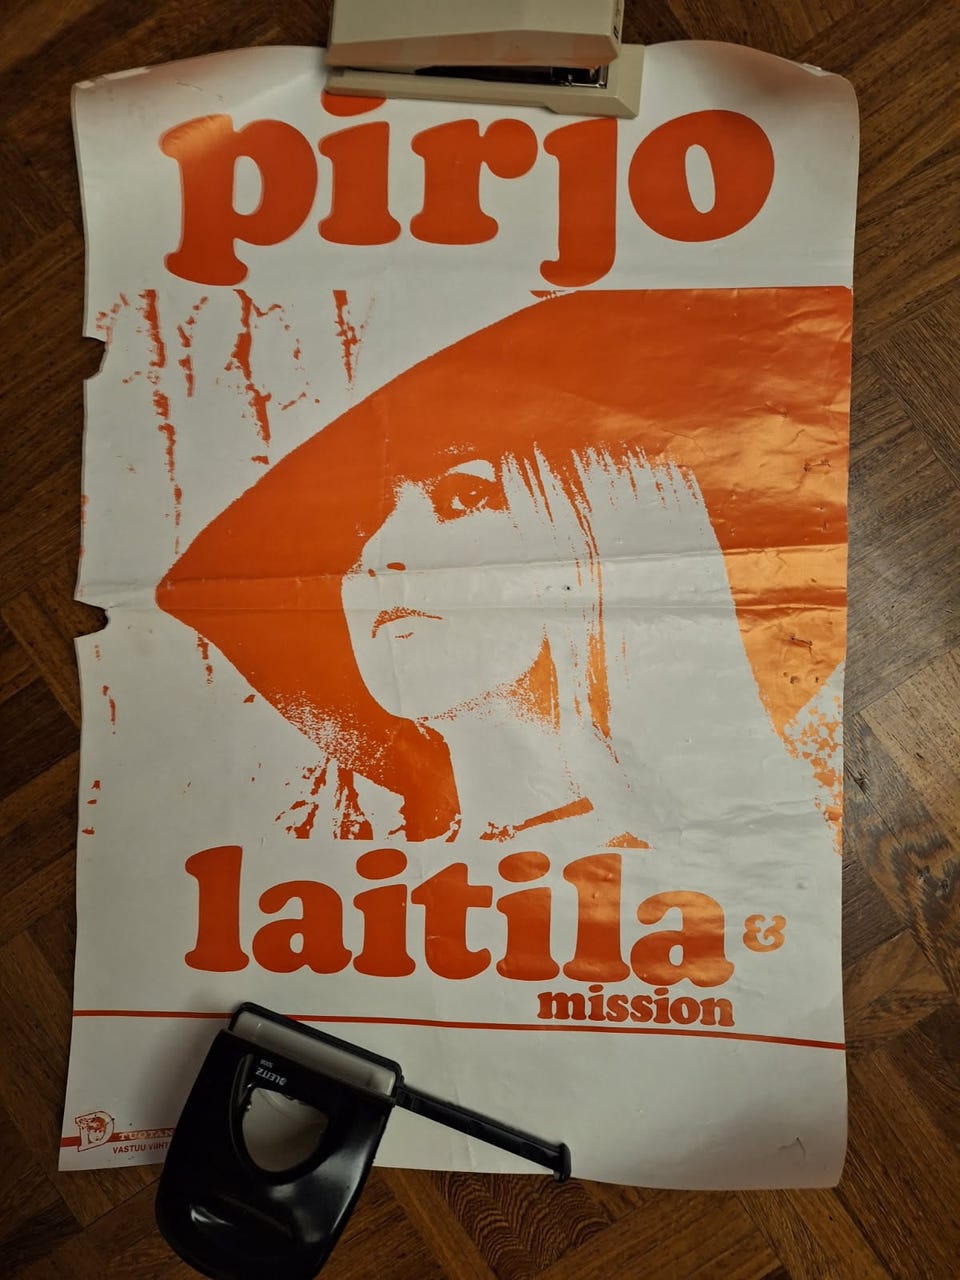 pirjo
laitila &
mission
LEITZ
D
VASTUU VIIHT